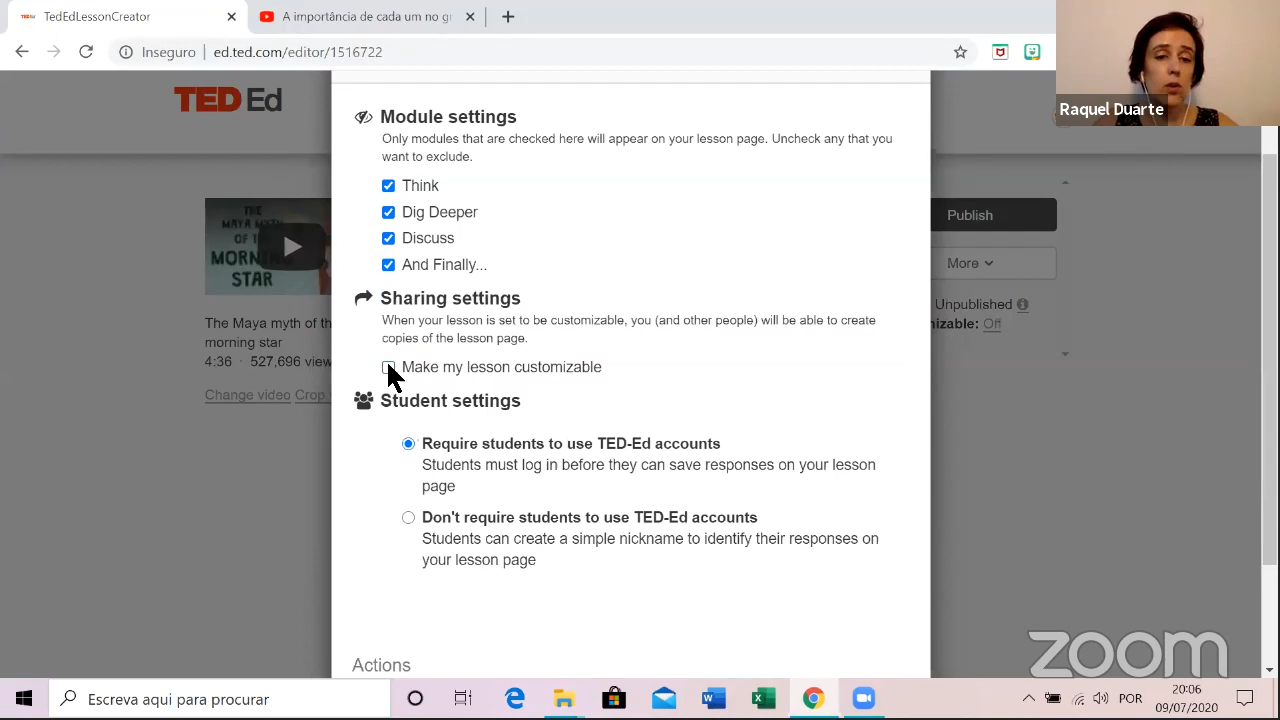 TedEdLessonCreator
A importância de cada um no gr
Inseguro
ed.ted.com/editor/1516722
Raquel Duarte
TED Ed
Module settings
Only modules that are checked here will appear on your lesson page. Uncheck any that you
want to exclude.
Think
Dig Deeper
Discuss
And Finally...
Sharing settings
When your lesson is set to be customizable, you (and other people) will be able to create
copies of the lesson page.
Make my lesson customizable
Student settings
Require students to use TED-Ed accounts
Students must log in before they can save responses on your lesson
page
Don't require students to use TED-Ed accounts
Students can create a simple nickname to identify their responses on
your lesson page
Actions
THE
MAYA MYTH
OF THE
MORNING
STAR
The Maya myth of th
morning star
4:36 · 527,696 view
Change video Crop
Publish
More
Unpublished
nizable: Off
zoom
Escreva aqui para procurar
POR
20:06
09/07/2020